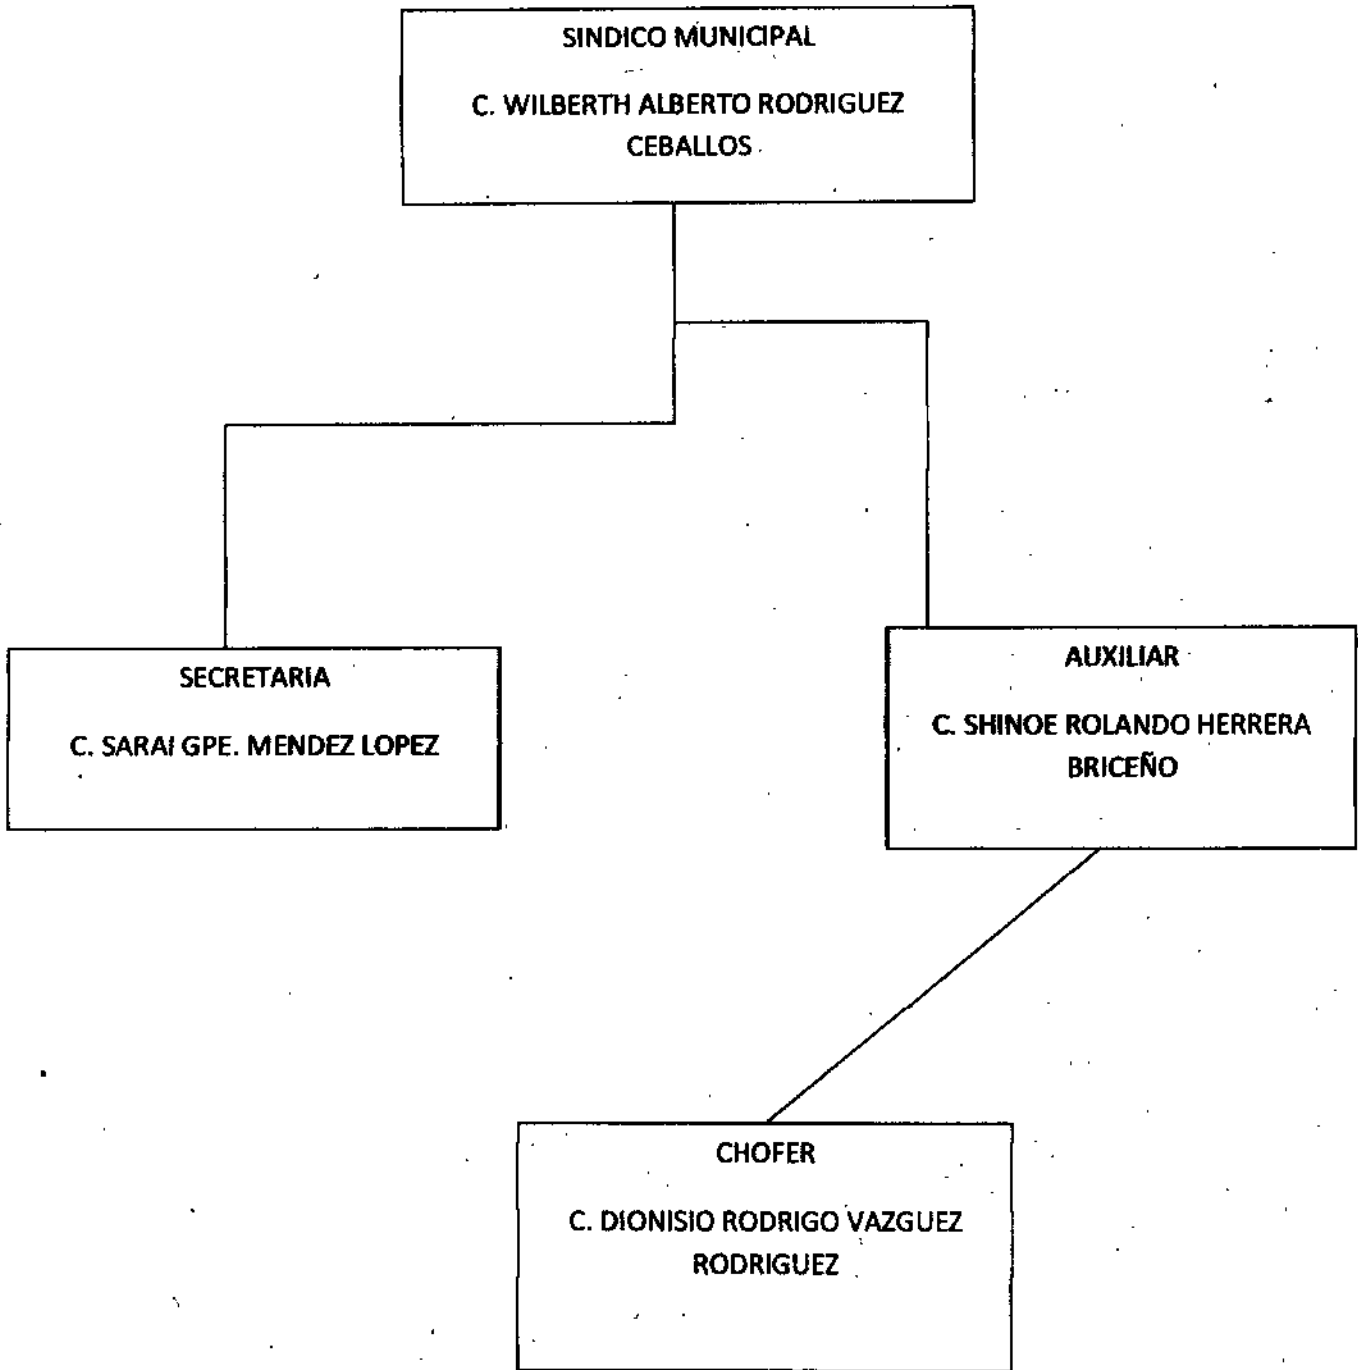 SINDICO MUNICIPAL
C. WILBERTH ALBERTO RODRIGUEZ
CEBALLOS
SECRETARIA
C. SARAI GPE. MENDEZ LOPEZ
AUXILIAR
C. SHINOE ROLANDO HERRERA
BRICEÑO
CHOFER
C. DIONISIO RODRIGO VAZGUEZ
RODRIGUEZ